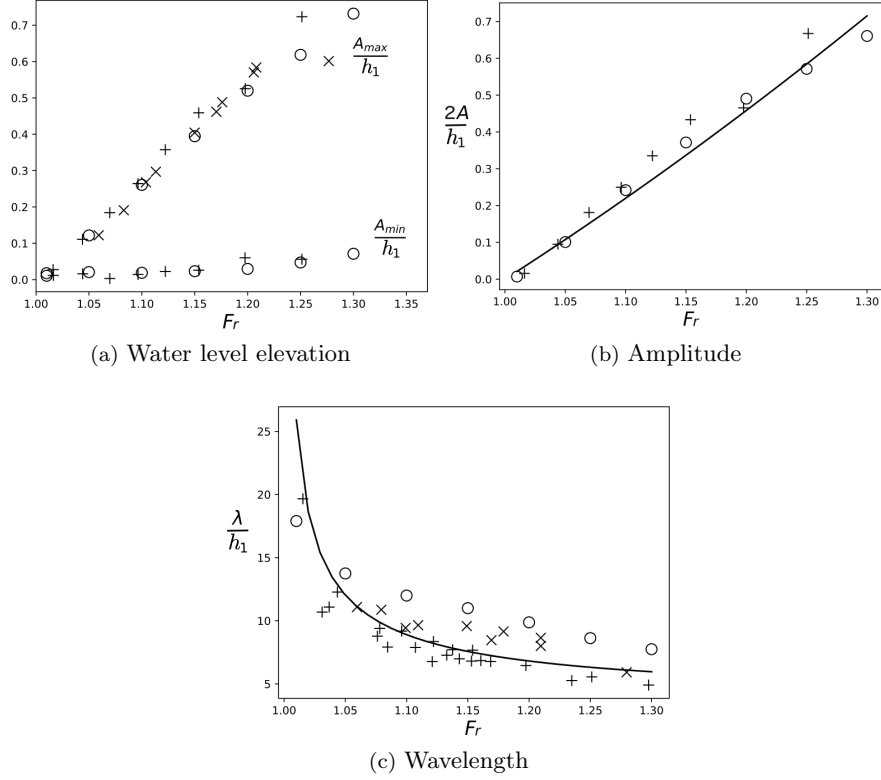 0.7
0.6
0.5
0.4
0.3
0.2
0.1
0.0
A_max
h_1
A_min
h_1
1.00 1.05 1.10 1.15 1.20 1.25 1.30 1.35
F_r
(a) Water level elevation
0.7
0.6
0.5
0.4
0.3
0.2
0.1
0.0
2A
h_1
1.00 1.05 1.10 1.15 1.20 1.25 1.30
F_r
(b) Amplitude
25
20
15
10
5
λ
h_1
1.00 1.05 1.10 1.15 1.20 1.25 1.30
F_r
(c) Wavelength